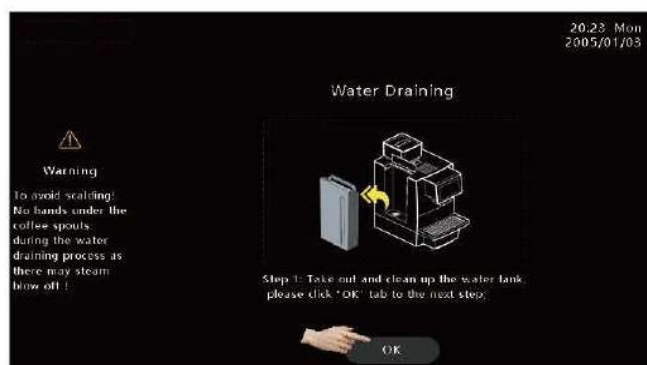 20:23 Mon
2005/01/03
Water Draining
Warning
To avoid scalding!
No hands under the
coffee spouts
during the water
draining process as
there may steam
blow off !
Step 1: Take out and clean up the water tank,
please click "OK" tab to the next step;
OK